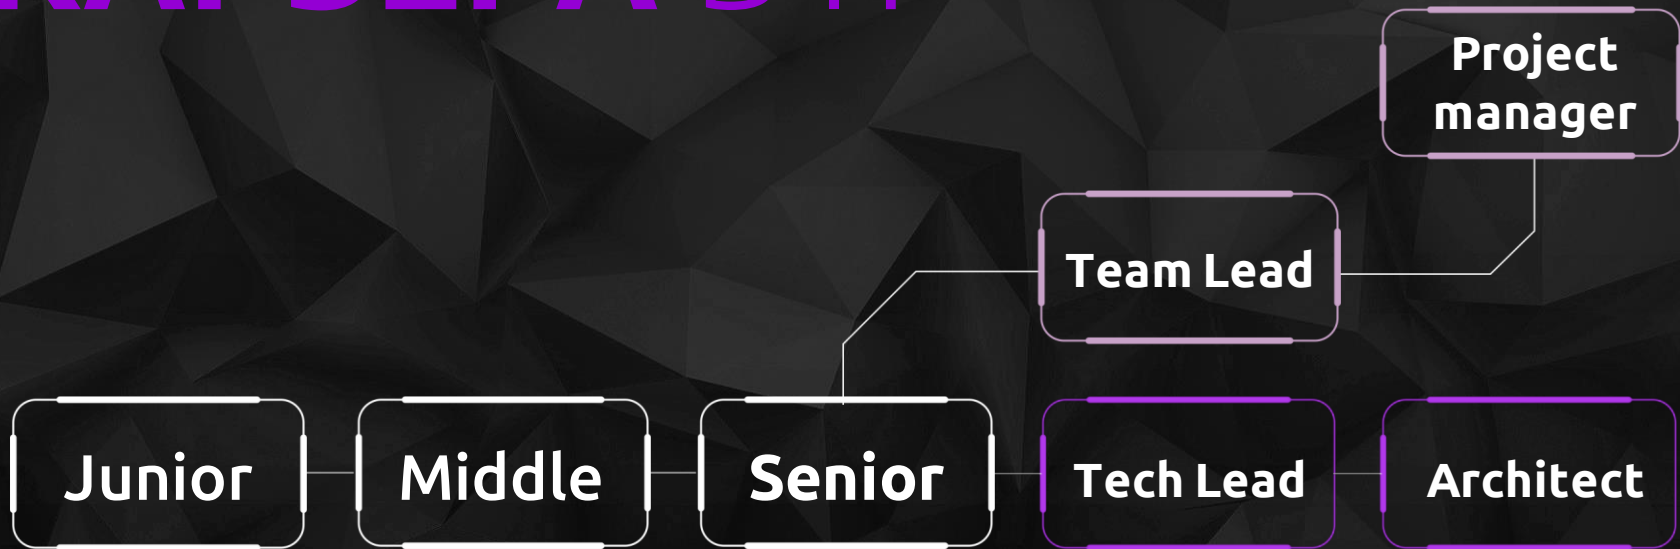 Project
manager
Team Lead
Junior
Middle
Senior
Tech Lead
Architect